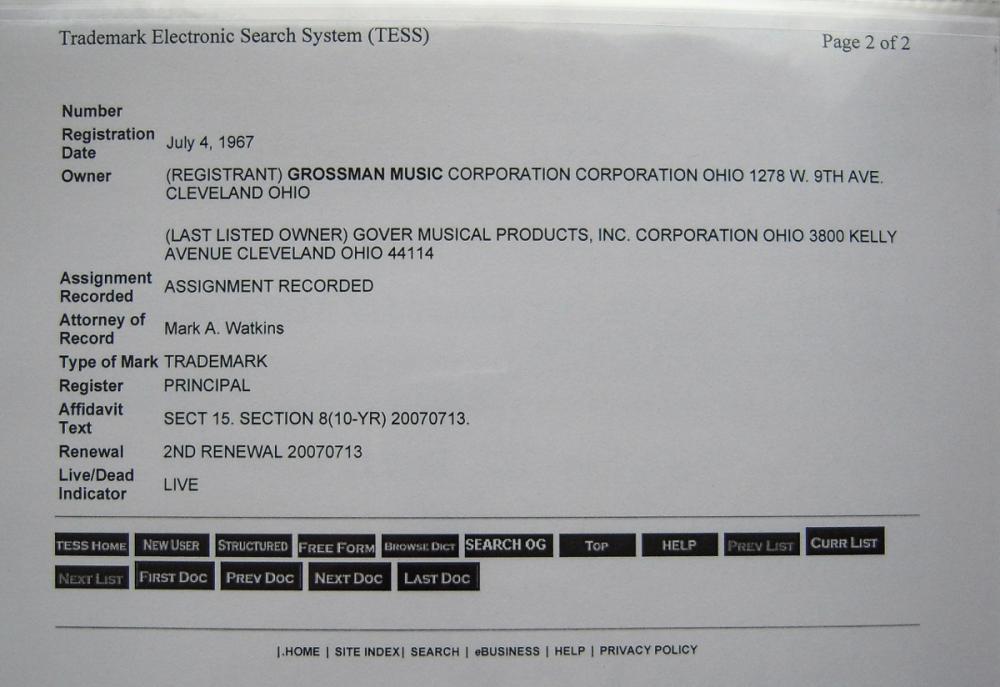 Trademark Electronic Search System (TESS)
Page 2 of 2
Number
Registration Date July 4, 1967
Owner (REGISTRANT) GROSSMAN MUSIC CORPORATION CORPORATION OHIO 1278 W. 9TH AVE.
CLEVELAND OHIO
(LAST LISTED OWNER) GOVER MUSICAL PRODUCTS, INC. CORPORATION OHIO 3800 KELLY
AVENUE CLEVELAND OHIO 44114
Assignment Recorded ASSIGNMENT RECORDED
Attorney of Record Mark A. Watkins
Type of Mark TRADEMARK
Register PRINCIPAL
Affidavit Text SECT 15. SECTION 8(10-YR) 20070713.
Renewal 2ND RENEWAL 20070713
Live/Dead Indicator LIVE
TESS HOME NEW USER STRUCTURED FREE FORM BROWSE DICT SEARCH OG TOP HELP PREV LIST CURR LIST
NEXT LIST FIRST DOC PREV DOC NEXT DOC LAST DOC
|.HOME | SITE INDEX| SEARCH | eBUSINESS | HELP | PRIVACY POLICY